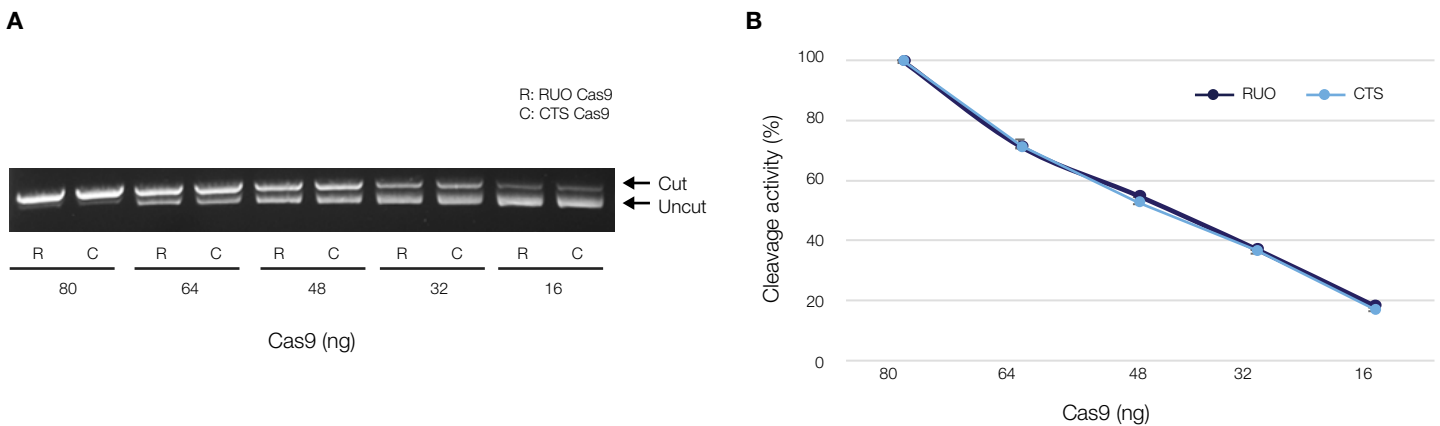 A
R: RUO Cas9
C: CTS Cas9
Cut
Uncut
R C R C R C R C R C
80 64 48 32 16
Cas9 (ng)
B
100
80
60
40
20
0
Cleavage activity (%)
RUO CTS
80 64 48 32 16
Cas9 (ng)